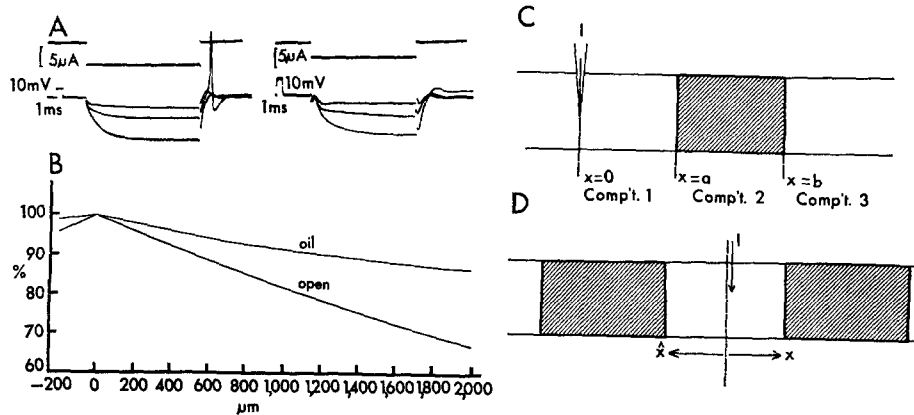 A
5µA
10mV
1ms
5µA
10mV
1ms
B
100
90
80
70
60
%
oil
open
-200 0 200 400 600 800 1,000 1,200 1,400 1,600 1,800 2,000
µm
C
I
x=0 x=a x=b
Comp't. 1 Comp't. 2 Comp't. 3
D
I
x̂ x